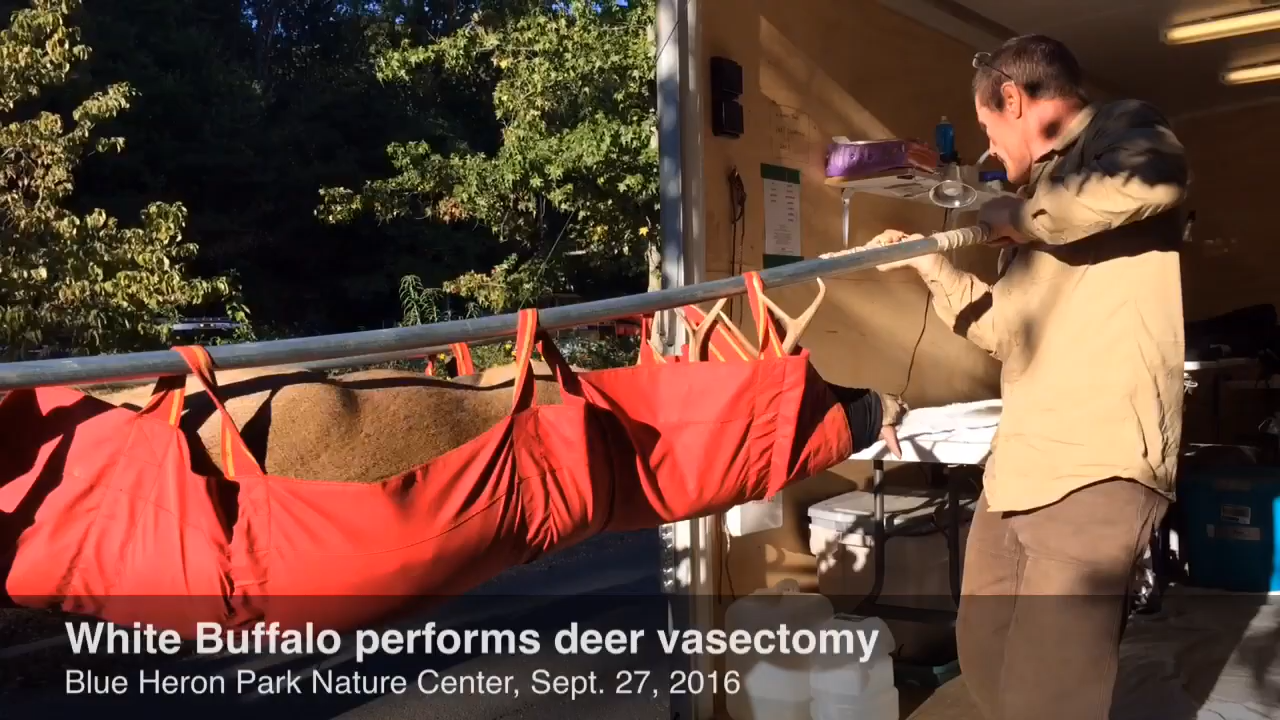 White Buffalo performs deer vasectomy
Blue Heron Park Nature Center, Sept. 27, 2016